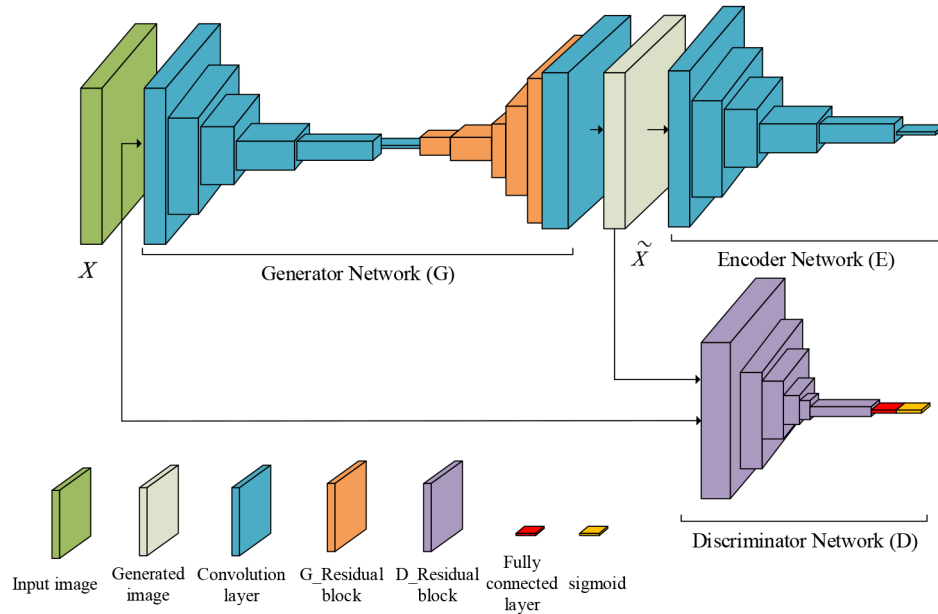 X
Generator Network (G)
X̃
Encoder Network (E)
Discriminator Network (D)
Input image
Generated
image
Convolution
layer
G_Residual
block
D_Residual
block
Fully
connected
layer
sigmoid